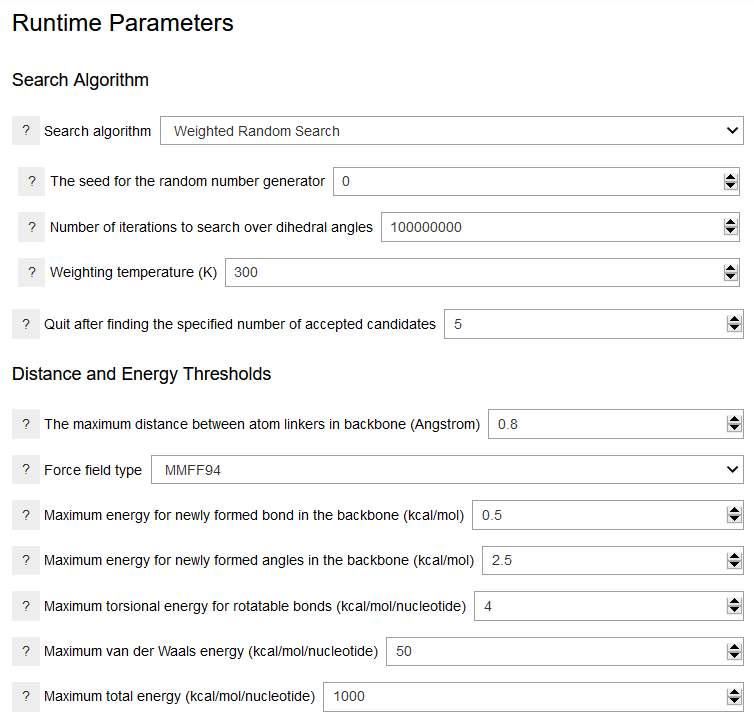 Runtime Parameters
Search Algorithm
? Search algorithm Weighted Random Search
? The seed for the random number generator 0
? Number of iterations to search over dihedral angles 100000000
? Weighting temperature (K) 300
? Quit after finding the specified number of accepted candidates 5
Distance and Energy Thresholds
? The maximum distance between atom linkers in backbone (Angstrom) 0.8
? Force field type MMFF94
? Maximum energy for newly formed bond in the backbone (kcal/mol) 0.5
? Maximum energy for newly formed angles in the backbone (kcal/mol) 2.5
? Maximum torsional energy for rotatable bonds (kcal/mol/nucleotide) 4
? Maximum van der Waals energy (kcal/mol/nucleotide) 50
? Maximum total energy (kcal/mol/nucleotide) 1000